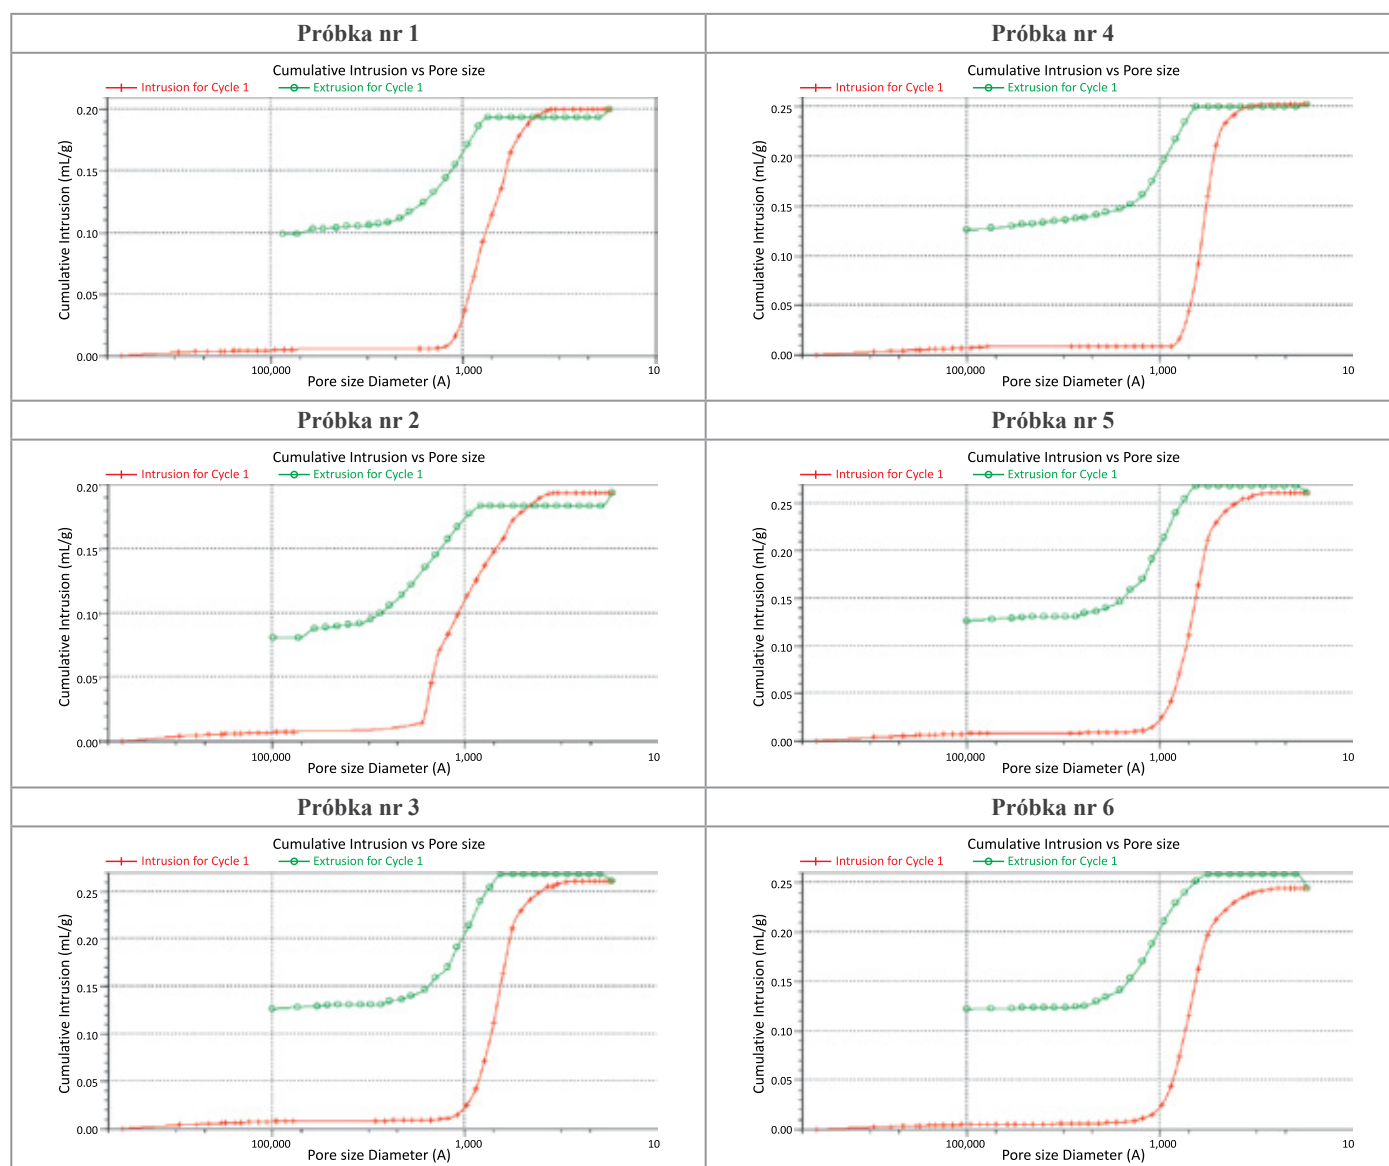 Próbka nr 1
Cumulative Intrusion vs Pore size
Intrusion for Cycle 1
Extrusion for Cycle 1
Cumulative Intrusion (mL/g)
0.20
0.15
0.10
0.05
0.00
100,000
1,000
10
Pore size Diameter (A)
Próbka nr 4
Cumulative Intrusion vs Pore size
Intrusion for Cycle 1
Extrusion for Cycle 1
Cumulative Intrusion (mL/g)
0.25
0.20
0.15
0.10
0.05
0.00
100,000
1,000
10
Pore size Diameter (A)
Próbka nr 2
Cumulative Intrusion vs Pore size
Intrusion for Cycle 1
Extrusion for Cycle 1
Cumulative Intrusion (mL/g)
0.20
0.15
0.10
0.05
0.00
100,000
1,000
10
Pore size Diameter (A)
Próbka nr 5
Cumulative Intrusion vs Pore size
Intrusion for Cycle 1
Extrusion for Cycle 1
Cumulative Intrusion (mL/g)
0.25
0.20
0.15
0.10
0.05
0.00
100,000
1,000
10
Pore size Diameter (A)
Próbka nr 3
Cumulative Intrusion vs Pore size
Intrusion for Cycle 1
Extrusion for Cycle 1
Cumulative Intrusion (mL/g)
0.25
0.20
0.15
0.10
0.05
0.00
100,000
1,000
10
Pore size Diameter (A)
Próbka nr 6
Cumulative Intrusion vs Pore size
Intrusion for Cycle 1
Extrusion for Cycle 1
Cumulative Intrusion (mL/g)
0.25
0.20
0.15
0.10
0.05
0.00
100,000
1,000
10
Pore size Diameter (A)